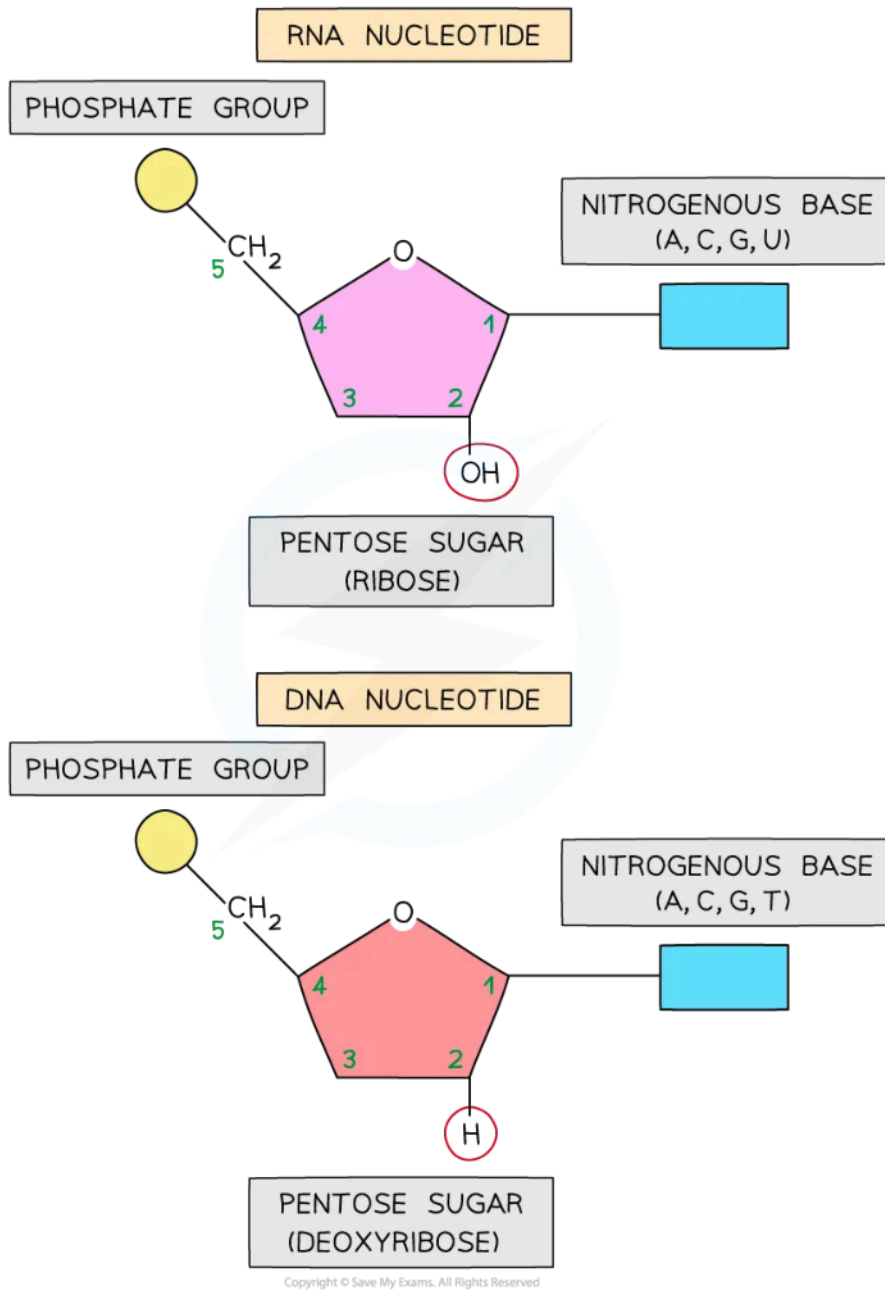 RNA NUCLEOTIDE
PHOSPHATE GROUP
NITROGENOUS BASE
(A, C, G, U)
CH2
5
O
4
1
3
2
OH
PENTOSE SUGAR
(RIBOSE)
DNA NUCLEOTIDE
PHOSPHATE GROUP
NITROGENOUS BASE
(A, C, G, T)
CH2
5
O
4
1
3
2
H
PENTOSE SUGAR
(DEOXYRIBOSE)
Copyright © Save My Exams. All Rights Reserved